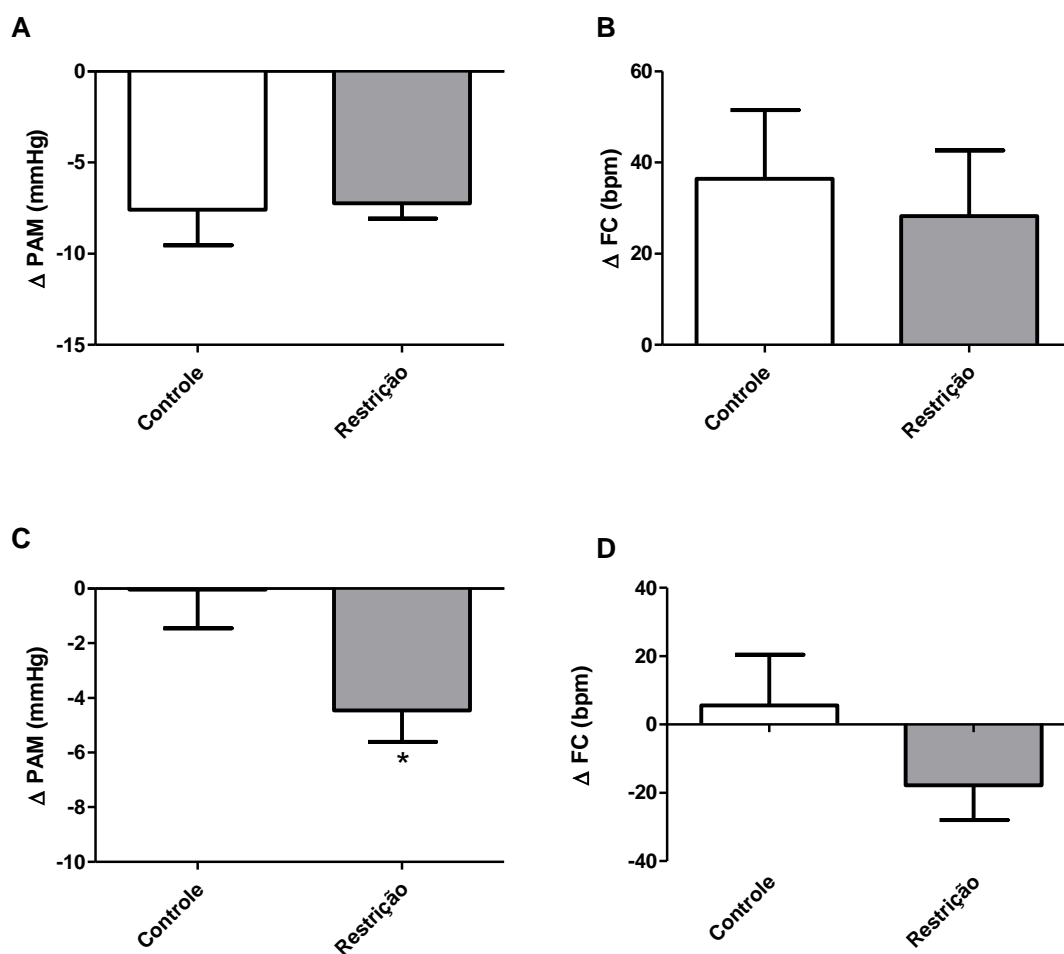 A
Δ PAM (mmHg)
0
-5
-10
-15
Controle
Restrição
B
Δ FC (bpm)
60
40
20
0
Controle
Restrição
C
Δ PAM (mmHg)
0
-2
-4
-6
-8
-10
*
Controle
Restrição
D
Δ FC (bpm)
40
20
0
-20
-40
Controle
Restrição